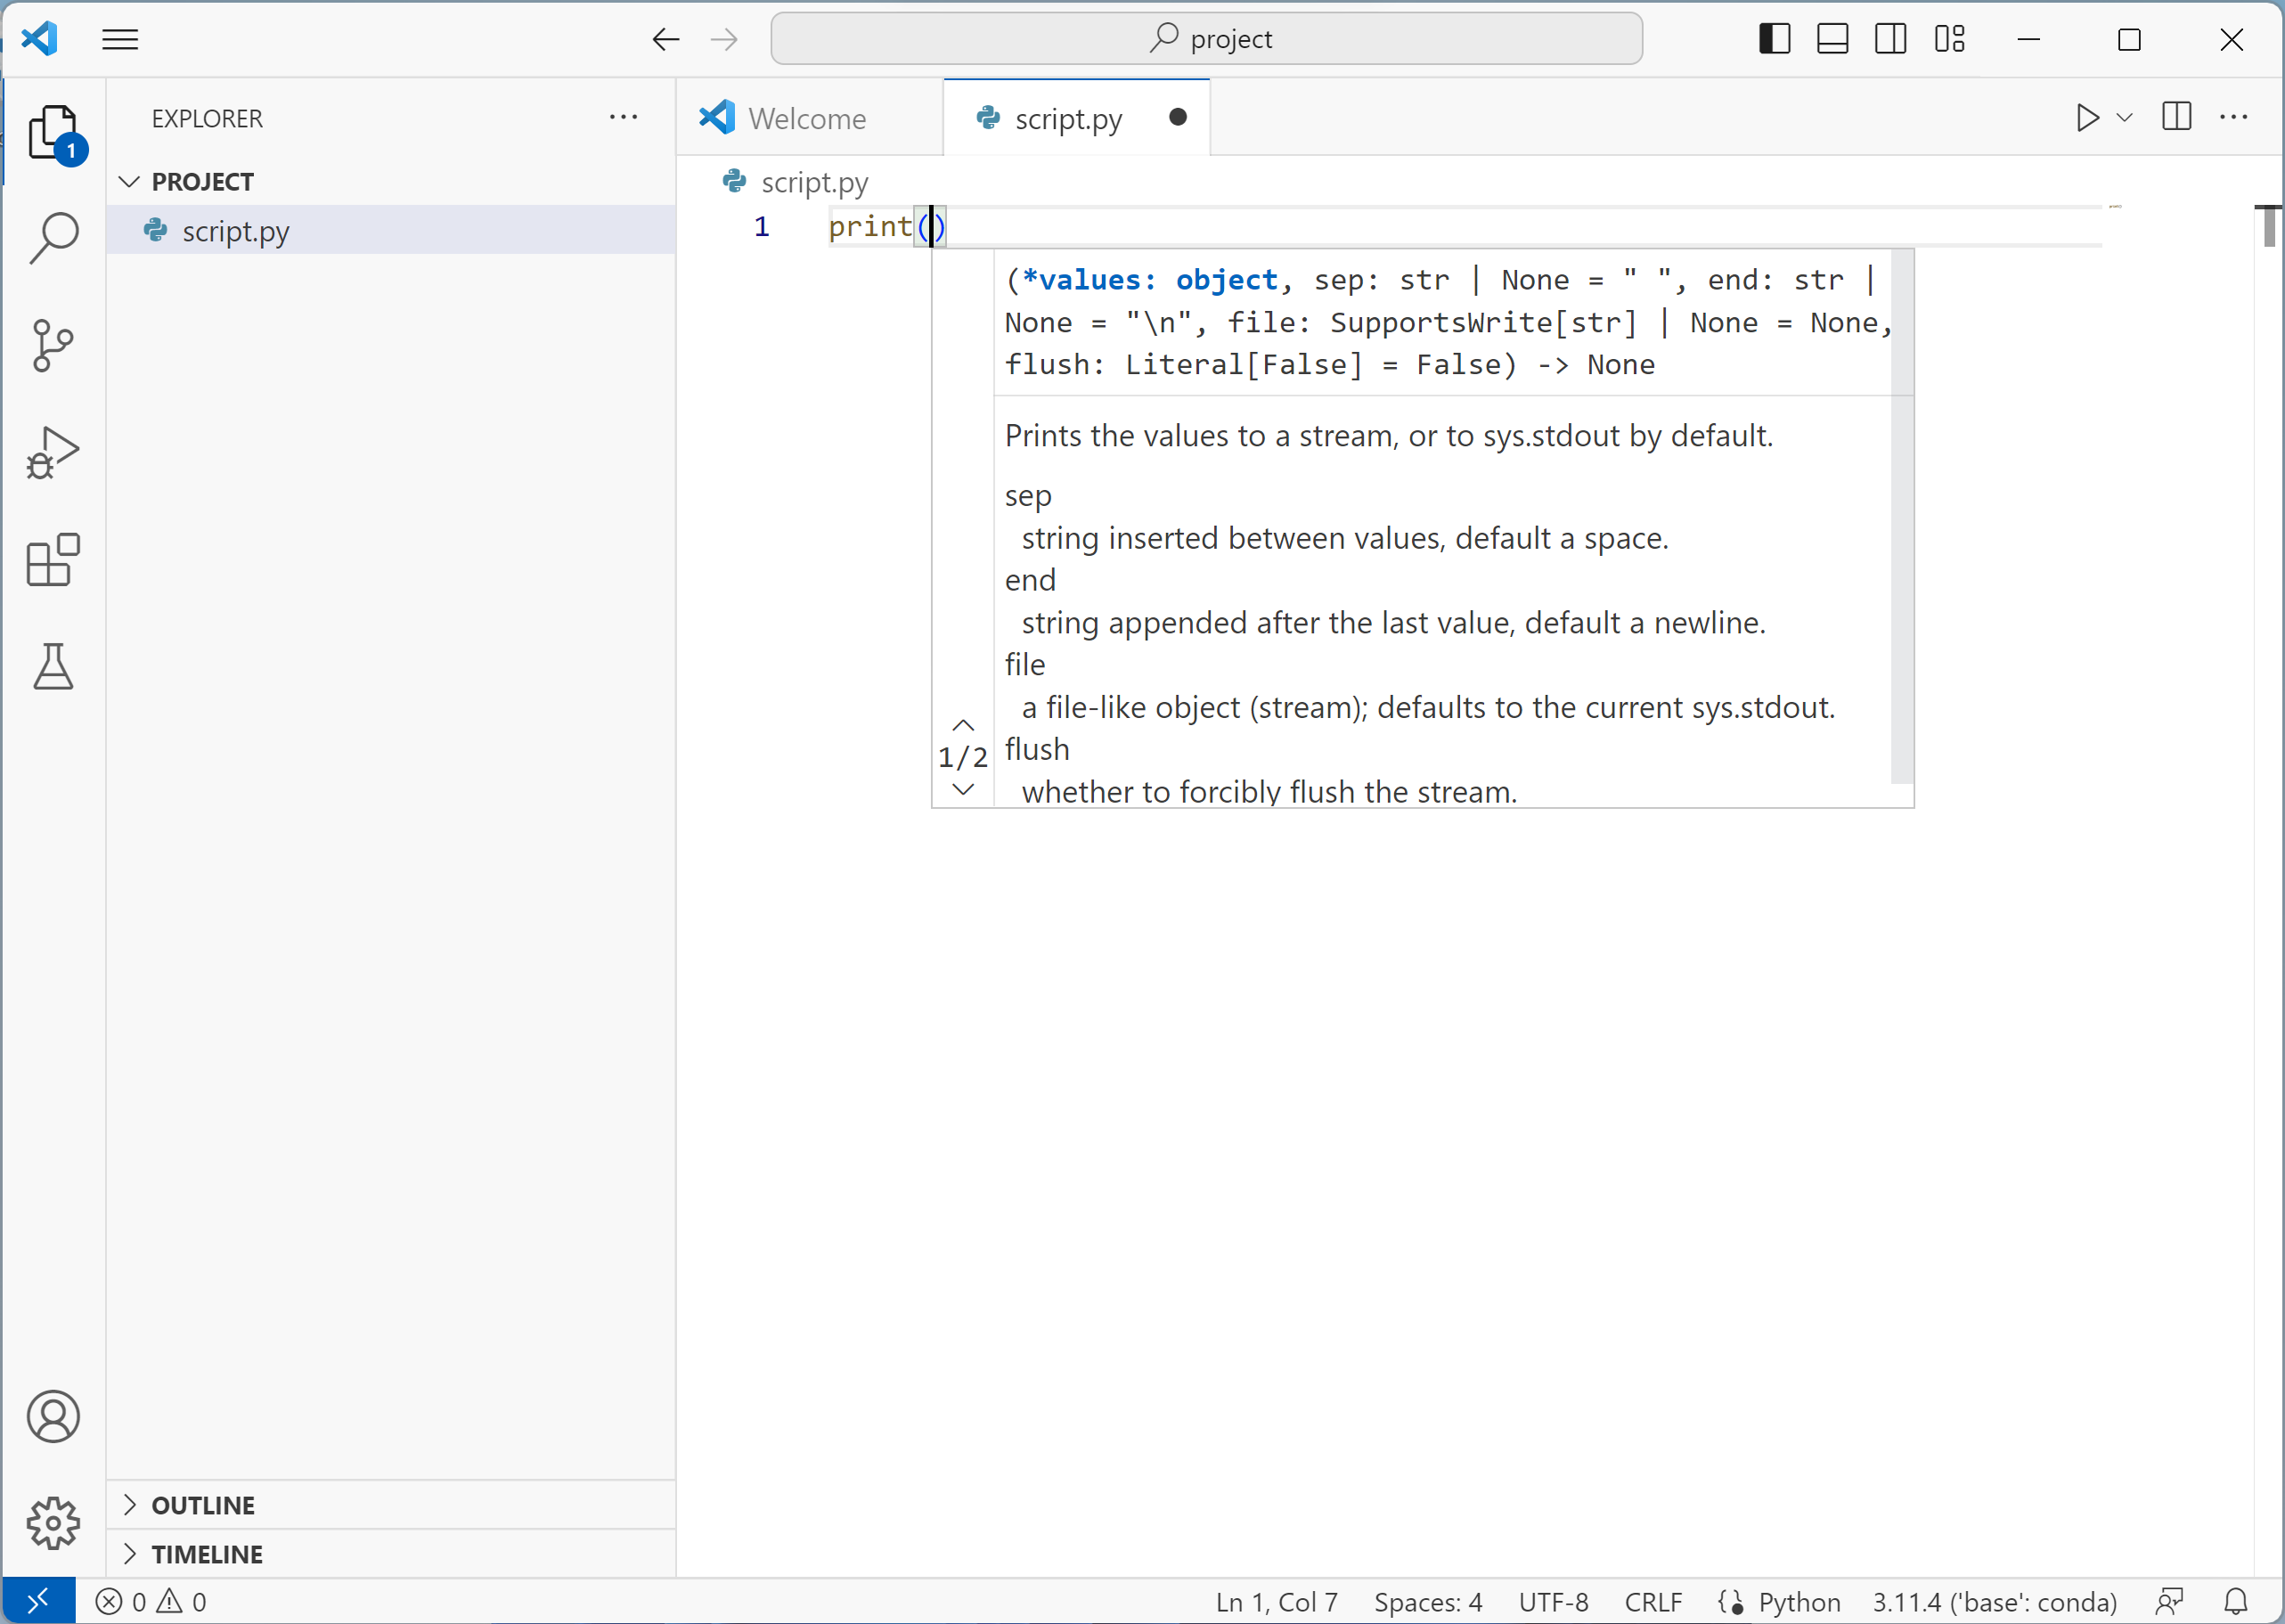 project
EXPLORER
Welcome
script.py
1
PROJECT
script.py
script.py
1 print()
(*values: object, sep: str | None = " ", end: str |
None = "\n", file: SupportsWrite[str] | None = None,
flush: Literal[False] = False) -> None
Prints the values to a stream, or to sys.stdout by default.
sep
string inserted between values, default a space.
end
string appended after the last value, default a newline.
file
a file-like object (stream); defaults to the current sys.stdout.
1/2
flush
whether to forcibly flush the stream.
OUTLINE
TIMELINE
0 0 Ln 1, Col 7 Spaces: 4 UTF-8 CRLF Python 3.11.4 ('base': conda)